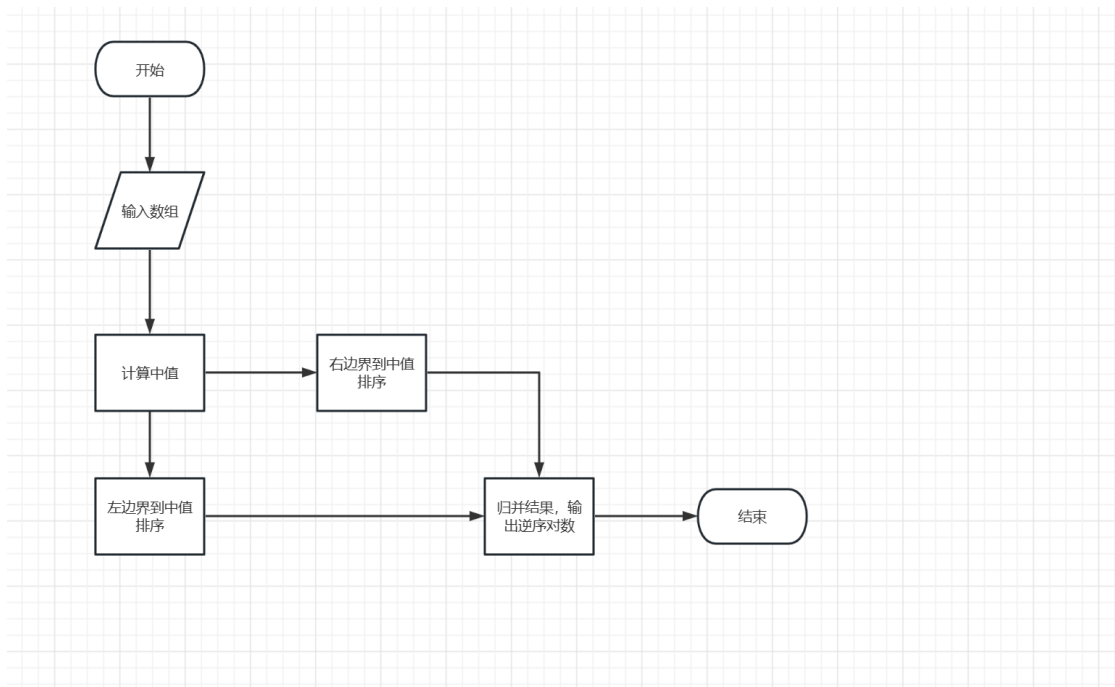 开始
输入数组
计算中值
右边界到中值
排序
左边界到中值
排序
归并结果，输
出逆序对数
结束